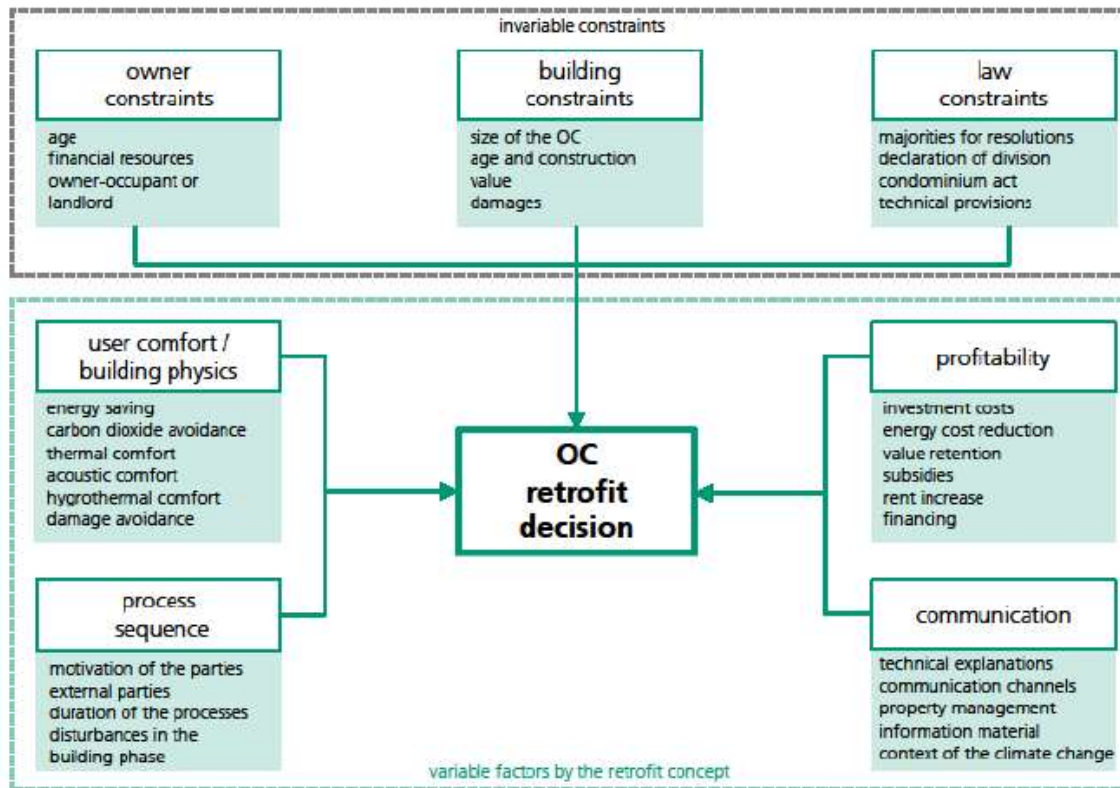 invariable constraints
owner
constraints
age
financial resources
owner-occupant or
landlord
building
constraints
size of the OC
age and construction
value
damages
law
constraints
majorities for resolutions
declaration of division
condominium act
technical provisions
user comfort /
building physics
energy saving
carbon dioxide avoidance
thermal comfort
acoustic comfort
hygrothermal comfort
damage avoidance
OC
retrofit
decision
profitability
investment costs
energy cost reduction
value retention
subsidies
rent increase
financing
process
sequence
motivation of the parties
external parties
duration of the processes
disturbances in the
building phase
communication
technical explanations
communication channels
property management
information material
context of the climate change
variable factors by the retrofit concept